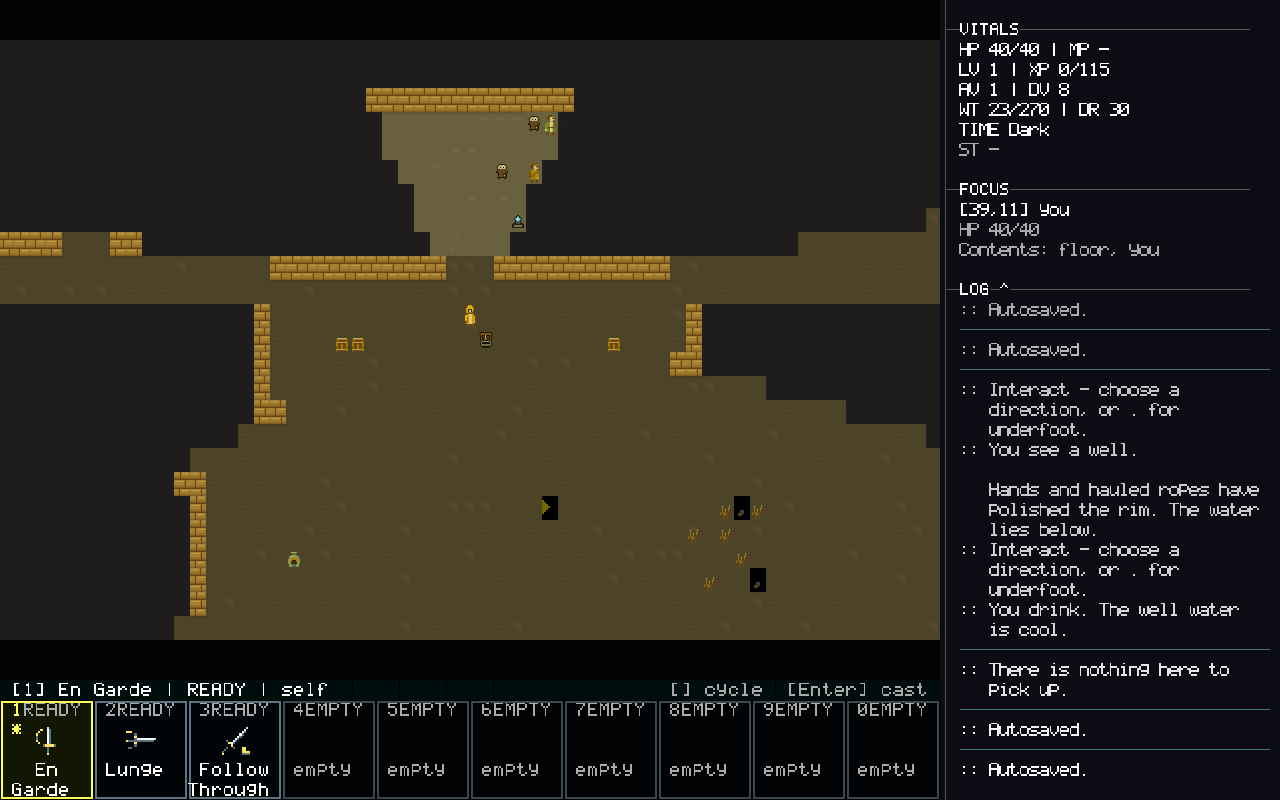 VITALS
HP 40/40 | MP -
LV 1 | XP 0/115
AV 1 | DV 8
WT 23/270 | DR 30
TIME Dark
ST -
FOCUS
[39,11] You
HP 40/40
Contents: floor, You
LOG ^
:: Autosaved.
:: Autosaved.
:: Interact - choose a
direction, or . for
underfoot.
:: You see a well.
Hands and hauled ropes have
Polished the rim. The water
lies below.
:: Interact - choose a
direction, or . for
underfoot.
:: You drink. The well water
is cool.
:: There is nothing here to
Pick up.
:: Autosaved.
:: Autosaved.
[1] En Garde | READY | self
[] cycle [Enter] cast
1READY 2READY 3READY 4EMPTY 5EMPTY 6EMPTY 7EMPTY 8EMPTY 9EMPTY 0EMPTY
*
En Garde
Lunge
Follow Through
empty empty empty empty empty empty empty